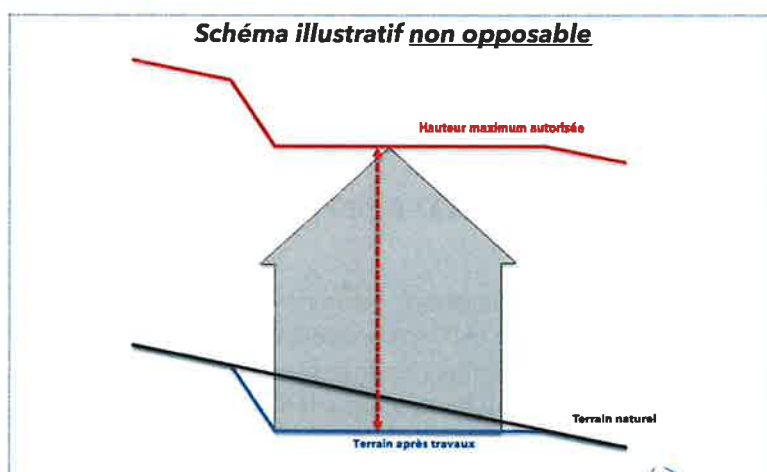 Schéma illustratif non opposable
Hauteur maximum autorisée
Terrain naturel
Terrain après travaux